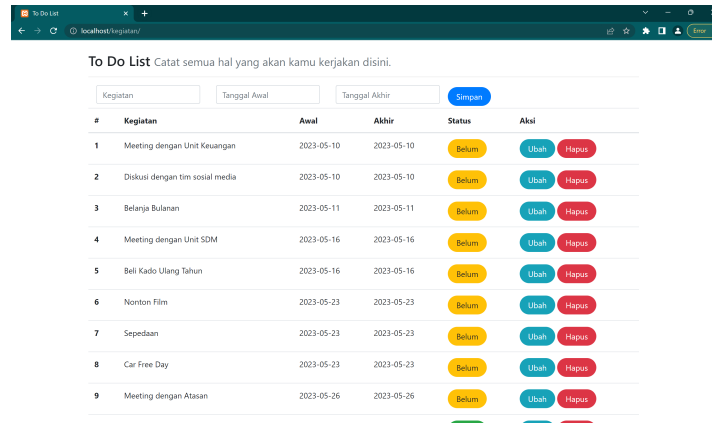 To Do List
localhost/kegiatan/
Error
To Do List Catat semua hal yang akan kamu kerjakan disini.
Kegiatan Tanggal Awal Tanggal Akhir Simpan
# Kegiatan Awal Akhir Status Aksi
1 Meeting dengan Unit Keuangan 2023-05-10 2023-05-10 Belum Ubah Hapus
2 Diskusi dengan tim sosial media 2023-05-10 2023-05-10 Belum Ubah Hapus
3 Belanja Bulanan 2023-05-11 2023-05-11 Belum Ubah Hapus
4 Meeting dengan Unit SDM 2023-05-16 2023-05-16 Belum Ubah Hapus
5 Beli Kado Ulang Tahun 2023-05-16 2023-05-16 Belum Ubah Hapus
6 Nonton Film 2023-05-23 2023-05-23 Belum Ubah Hapus
7 Sepedaan 2023-05-23 2023-05-23 Belum Ubah Hapus
8 Car Free Day 2023-05-23 2023-05-23 Belum Ubah Hapus
9 Meeting dengan Atasan 2023-05-26 2023-05-26 Belum Ubah Hapus